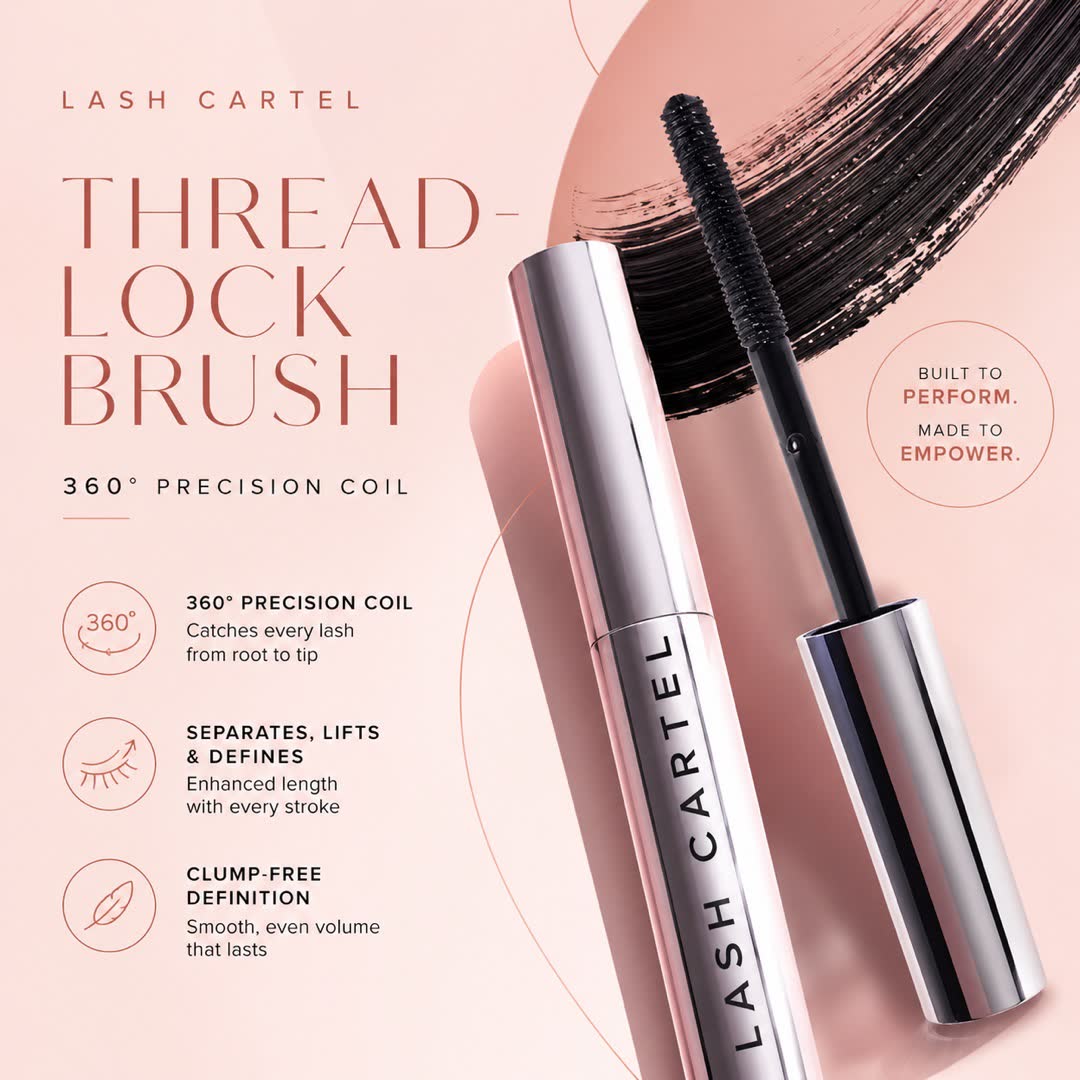 LASH CARTEL
THREAD-
LOCK
BRUSH
360° PRECISION COIL
360°
360° PRECISION COIL
Catches every lash
from root to tip
SEPARATES, LIFTS
& DEFINES
Enhanced length
with every stroke
CLUMP-FREE
DEFINITION
Smooth, even volume
that lasts
LASH CARTEL
BUILT TO
PERFORM.
MADE TO
EMPOWER.